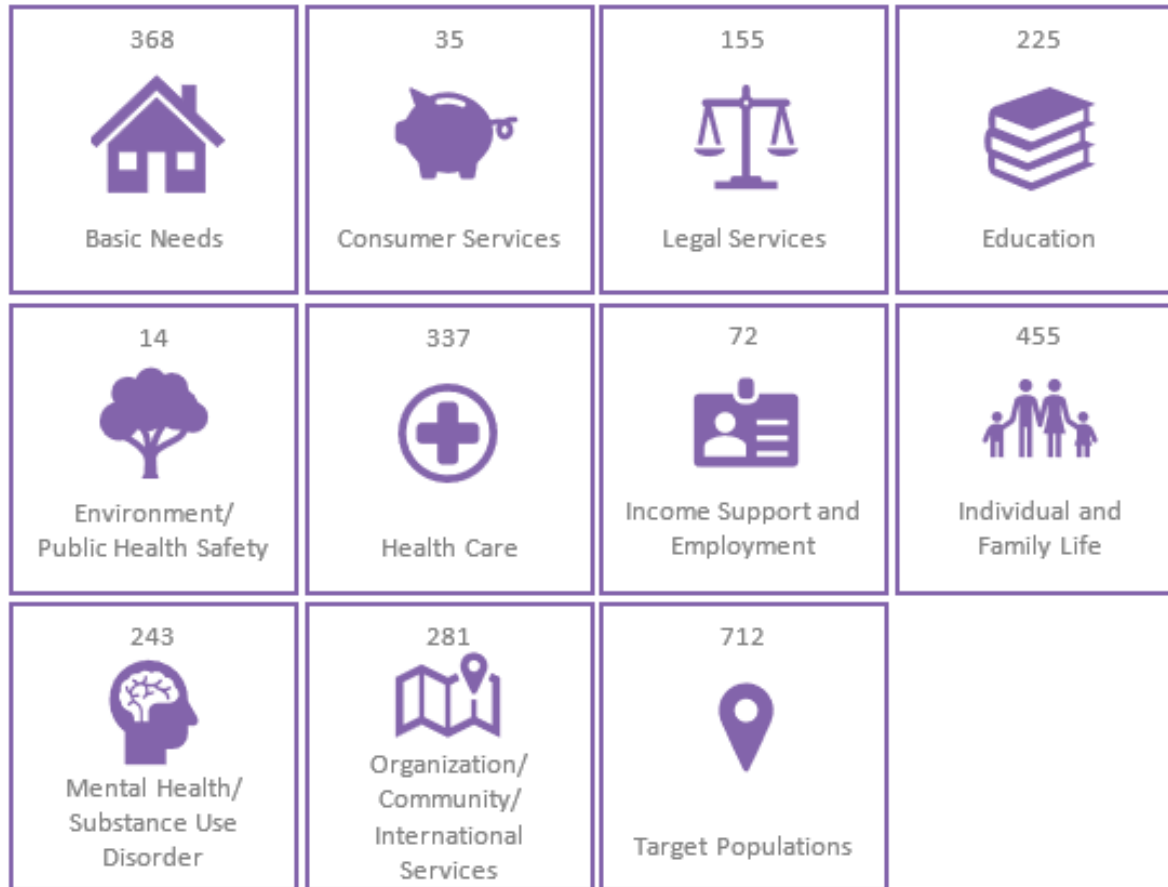 368
Basic Needs
35
Consumer Services
155
Legal Services
225
Education
14
Environment/
Public Health Safety
337
Health Care
72
Income Support and
Employment
455
Individual and
Family Life
243
Mental Health/
Substance Use
Disorder
281
Organization/
Community/
International
Services
712
Target Populations